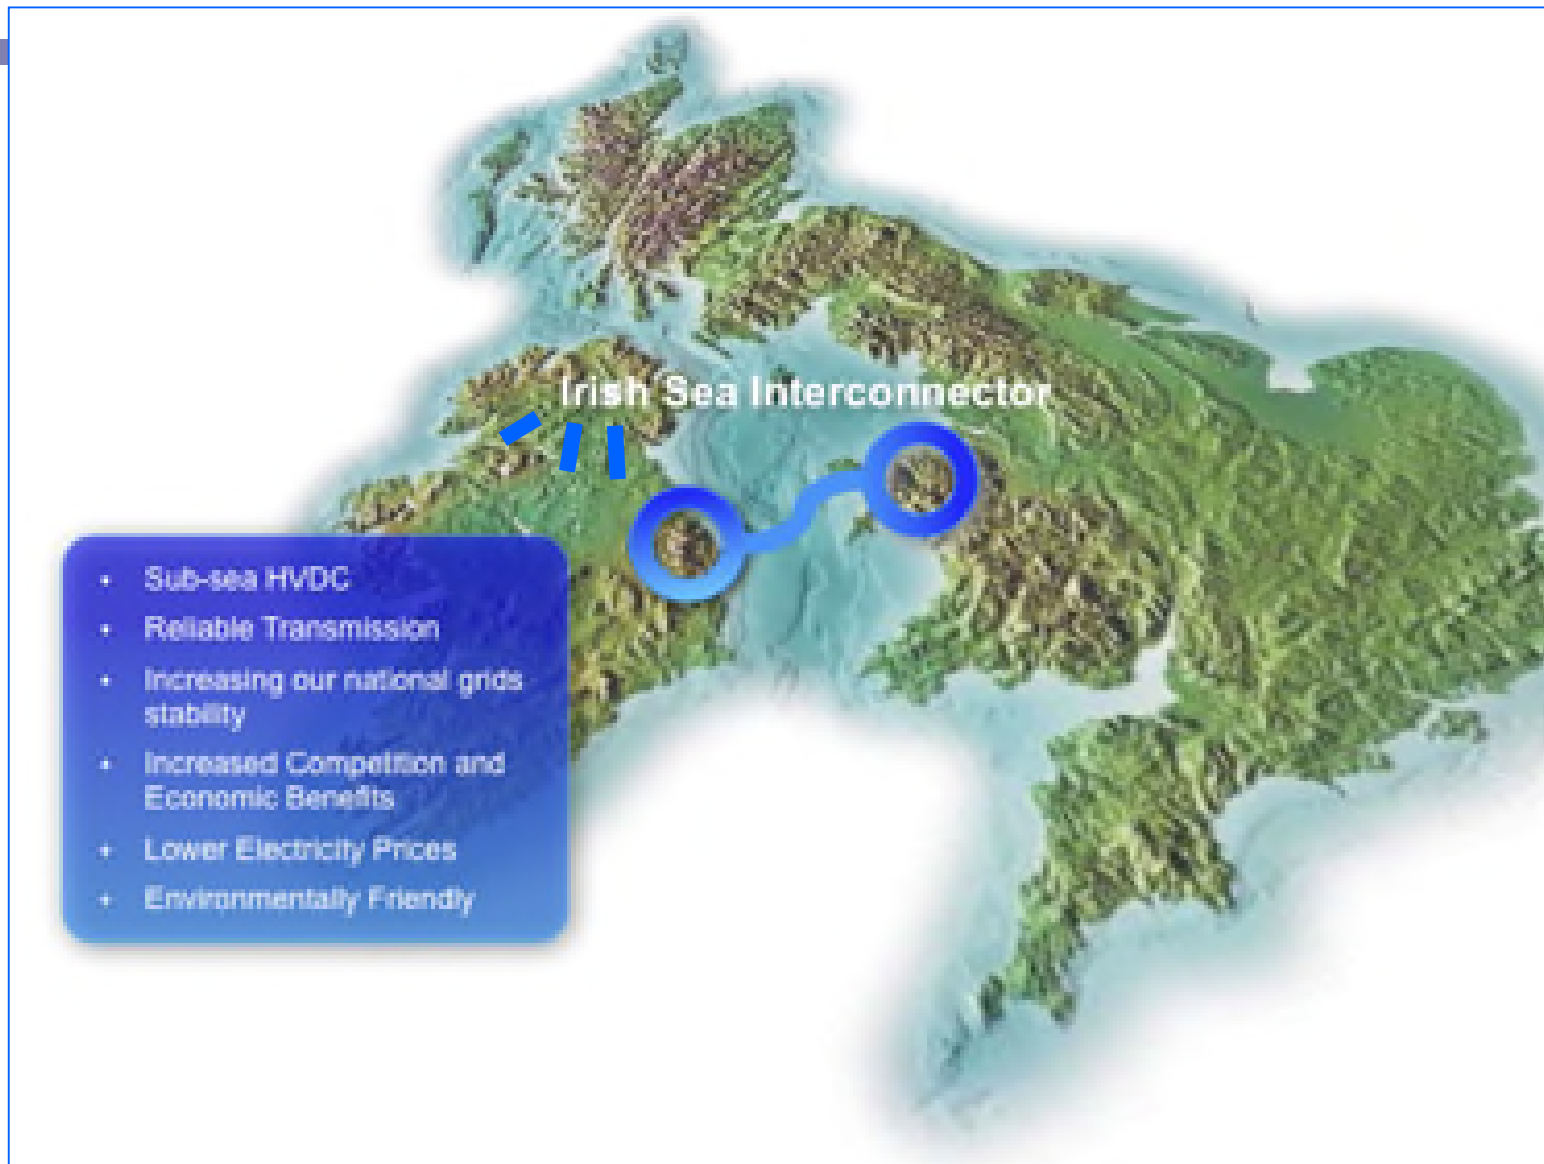 Irish Sea Interconnector
• Sub-sea HVDC
• Reliable Transmission
• Increasing our national grids
stability
• Increased Competition and
Economic Benefits
• Lower Electricity Prices
• Environmentally Friendly